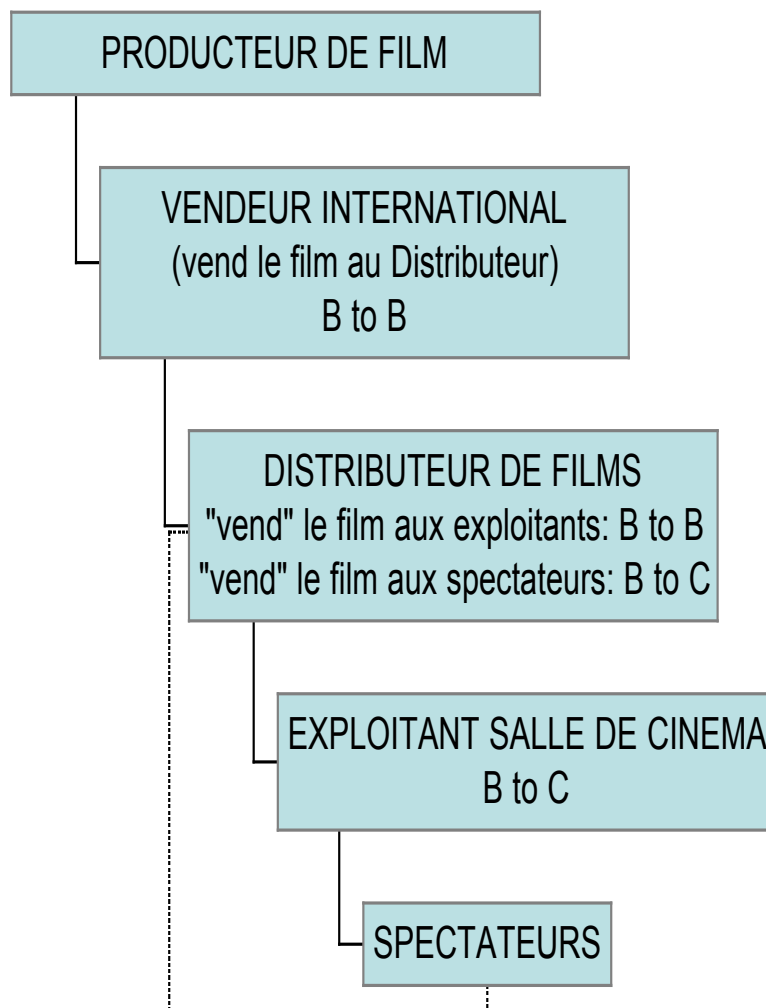 PRODUCTEUR DE FILM
VENDEUR INTERNATIONAL
(vend le film au Distributeur)
B to B
DISTRIBUTEUR DE FILMS
"vend" le film aux exploitants: B to B
"vend" le film aux spectateurs: B to C
EXPLOITANT SALLE DE CINEMA
B to C
SPECTATEURS